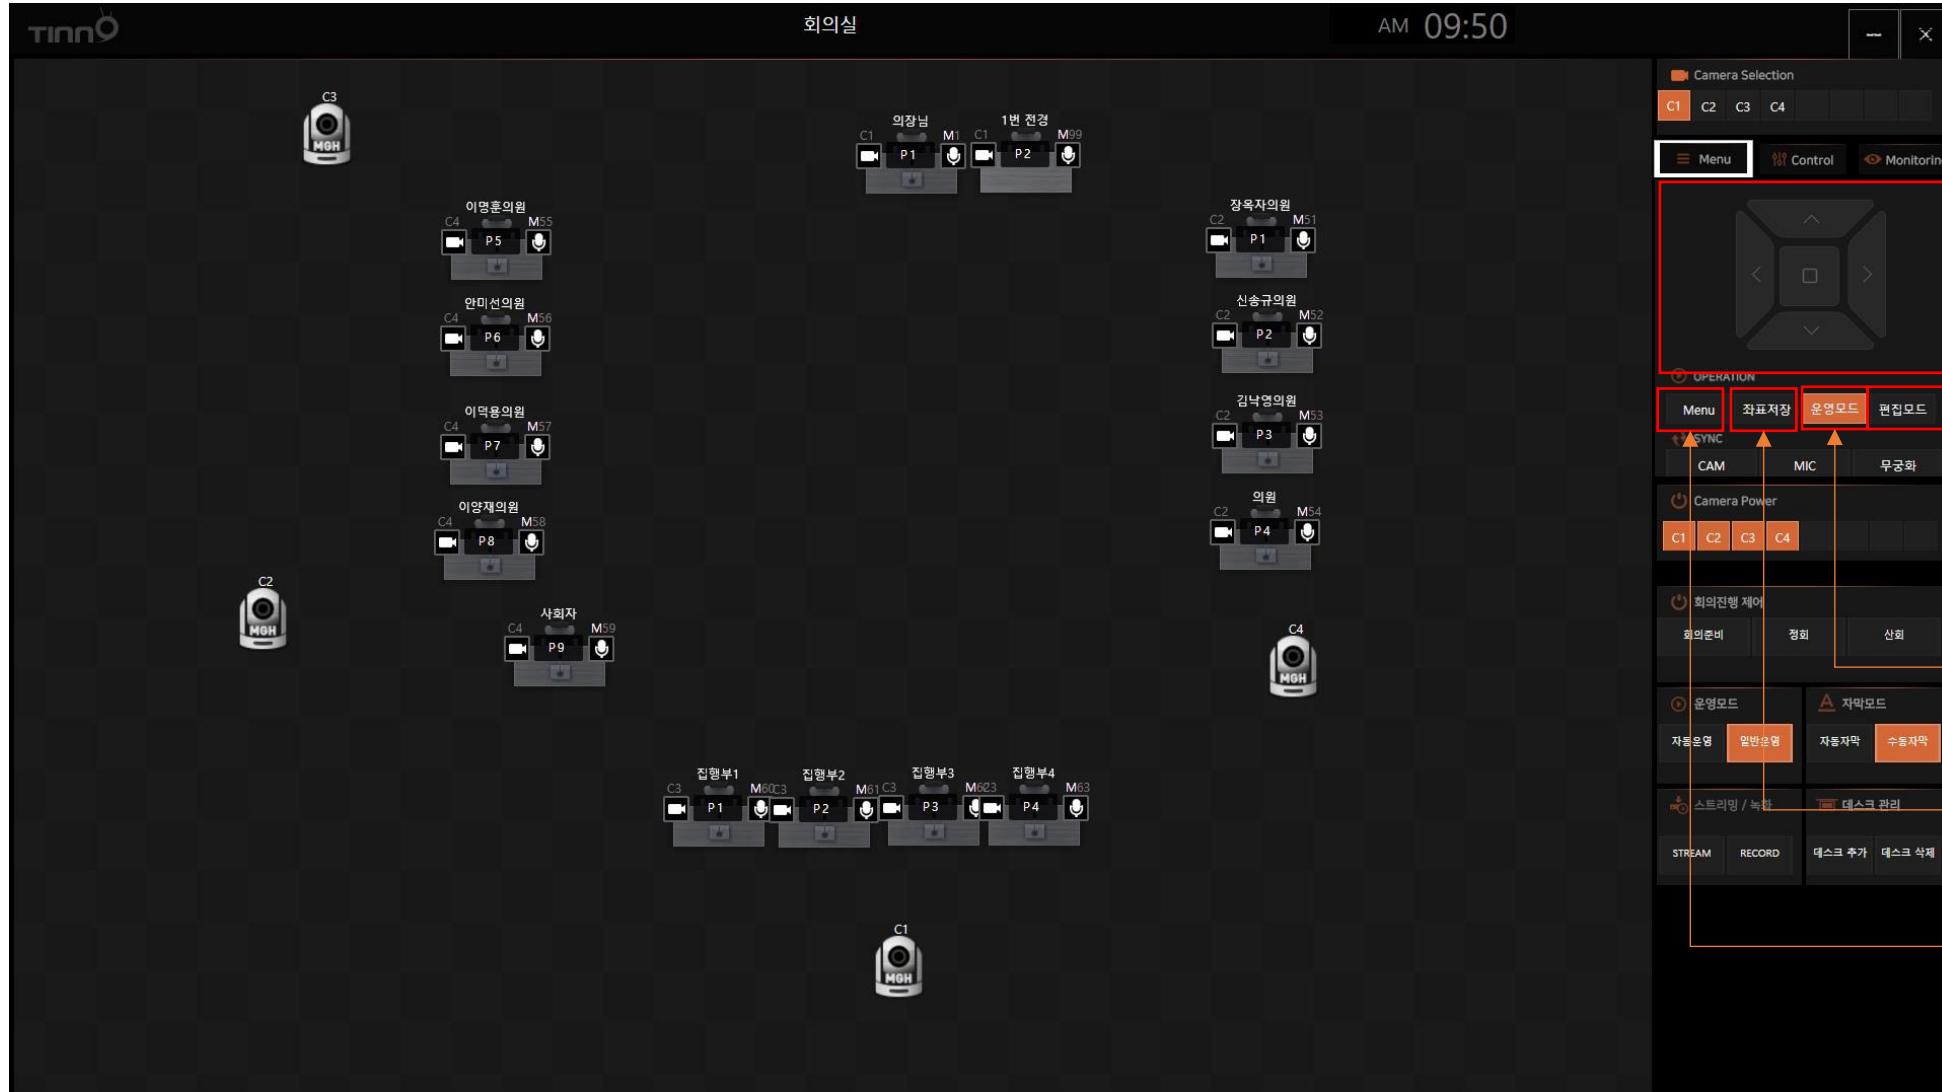 TINNO
회의실
AM 09:50
Camera Selection
C1 C2 C3 C4
Menu Control Monitorin
OPERATION
Menu 좌표저장 운영모드 편집모드
SYNC
CAM MIC 무궁화
Camera Power
C1 C2 C3 C4
회의진행 제어
회의준비 정회 산회
운영모드 자막모드
자동운영 일반운영 자동자막 수동자막
스트리밍 / 녹화 데스크 관리
STREAM RECORD 데스크 추가 데스크 삭제
C3
MGH
의장님
C1 M1
P1
1번 전경
C1 M99
P2
이명훈의원
C4 M55
P5
장옥자의원
C2 M51
P1
안미선의원
C4 M56
P6
신송규의원
C2 M52
P2
이덕용의원
C4 M57
P7
김낙영의원
C2 M53
P3
이양재의원
C4 M58
P8
의원
C2 M54
P4
C2
MGH
사회자
C4 M59
P9
C4
MGH
집행부1
C3 M60
P1
집행부2
C3 M61
P2
집행부3
C3 M62
P3
집행부4
C3 M63
P4
C1
MGH